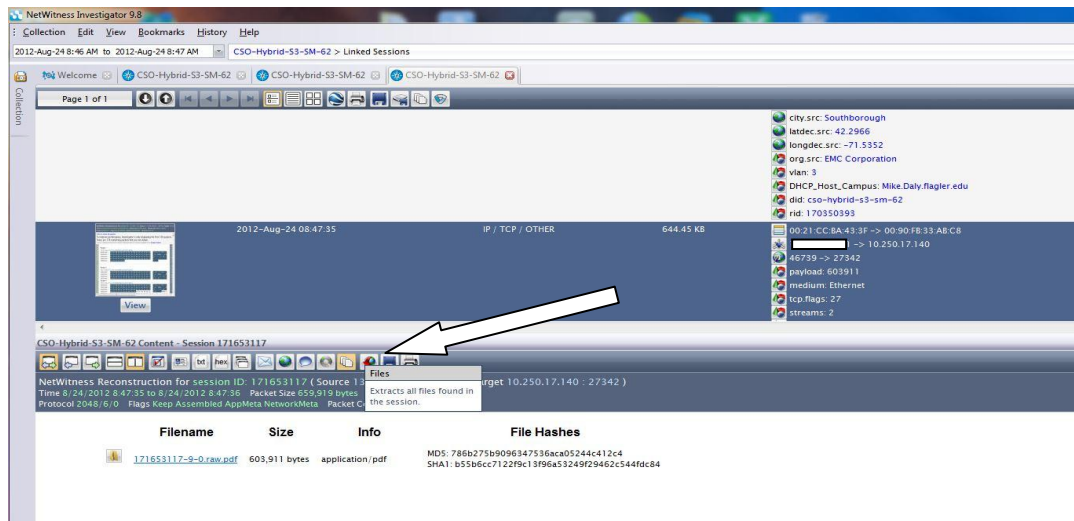 NetWitness Investigator 9.8
Collection Edit View Bookmarks History Help
2012-Aug-24 8:46 AM to 2012-Aug-24 8:47 AM CSO-Hybrid-S3-SM-62 > Linked Sessions
Welcome CSO-Hybrid-S3-SM-62 CSO-Hybrid-S3-SM-62 CSO-Hybrid-S3-SM-62
Collection
Page 1 of 1
city.src: Southborough
latdec.src: 42.2966
longdec.src: -71.5352
org.src: EMC Corporation
vlan: 3
DHCP_Host_Campus: Mike.Daly.flagler.edu
did: cso-hybrid-s3-sm-62
rid: 170350393
2012-Aug-24 08:47:35 IP / TCP / OTHER 644.45 KB
00:21:CC:BA:43:3F -> 00:90:FB:33:AB:C8
-> 10.250.17.140
46739 -> 27342
payload: 603911
medium: Ethernet
tcp.flags: 27
streams: 2
View
CSO-Hybrid-S3-SM-62 Content - Session 171653117
txt hex
Files
Extracts all files found in the session.
NetWitness Reconstruction for session ID: 171653117 ( Source 13 rget 10.250.17.140 : 27342 )
Time 8/24/2012 8:47:35 to 8/24/2012 8:47:36 Packet Size 659,919 bytes
Protocol 2048/6/0 Flags Keep Assembled AppMeta NetworkMeta Packet C
Filename Size Info File Hashes
171653117-9-0.raw.pdf 603,911 bytes application/pdf
MD5: 786b275b9096347536aca05244c412c4
SHA1: b55b6cc7122f9c13f96a53249f29462c544fdc84